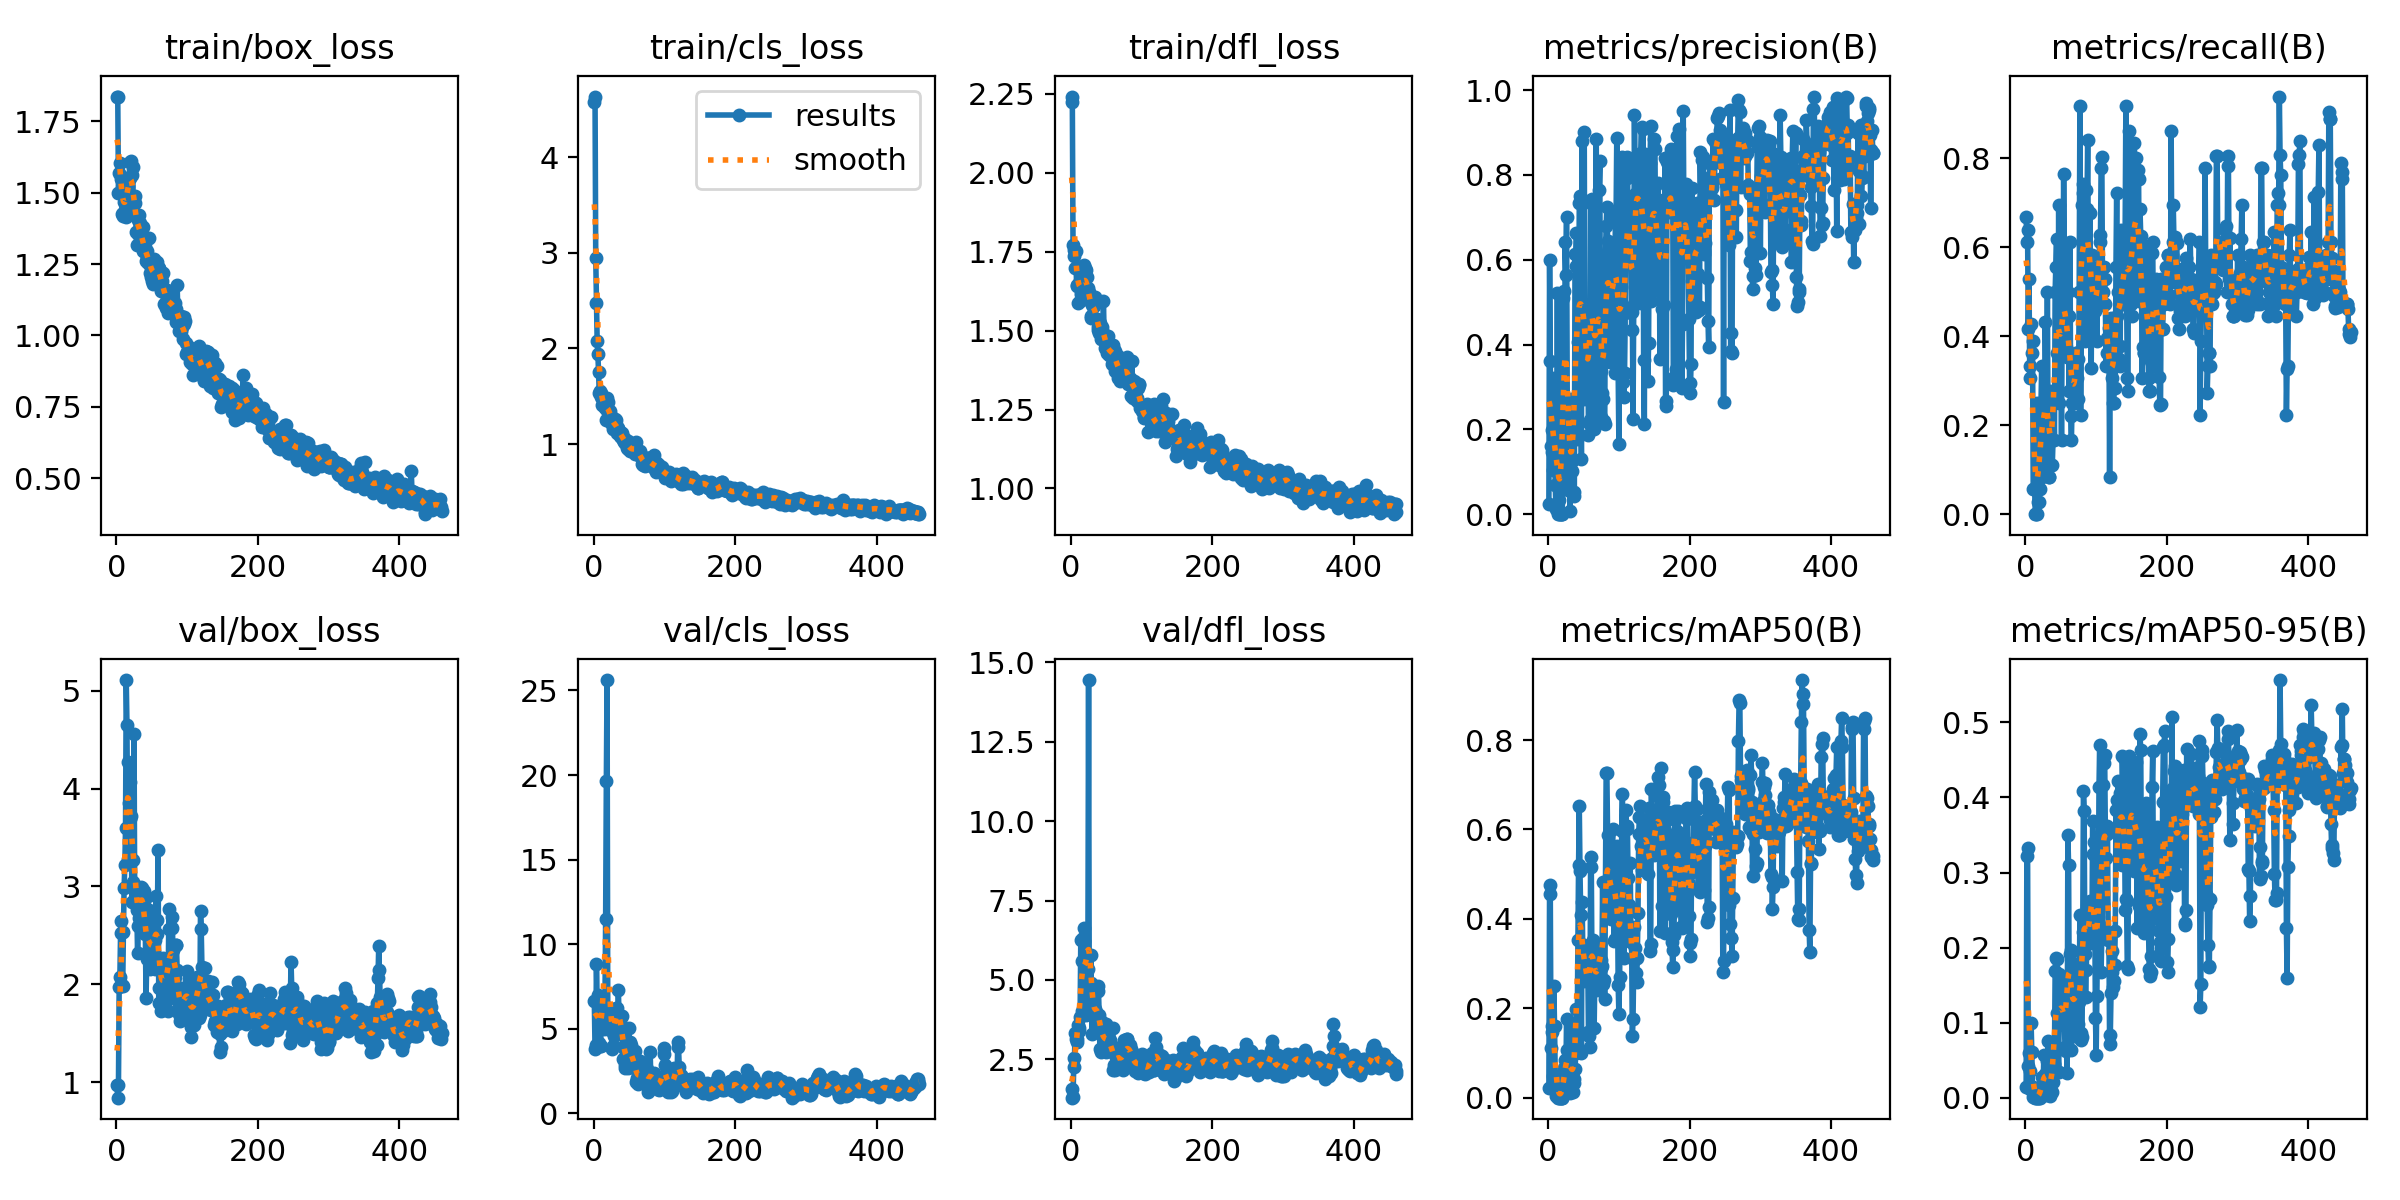 train/box_loss
1.75
1.50
1.25
1.00
0.75
0.50
0 200 400
train/cls_loss
results
smooth
4
3
2
1
0 200 400
train/dfl_loss
2.25
2.00
1.75
1.50
1.25
1.00
0 200 400
metrics/precision(B)
1.0
0.8
0.6
0.4
0.2
0.0
0 200 400
metrics/recall(B)
0.8
0.6
0.4
0.2
0.0
0 200 400
val/box_loss
5
4
3
2
1
0 200 400
val/cls_loss
25
20
15
10
5
0
0 200 400
val/dfl_loss
15.0
12.5
10.0
7.5
5.0
2.5
0 200 400
metrics/mAP50(B)
0.8
0.6
0.4
0.2
0.0
0 200 400
metrics/mAP50-95(B)
0.5
0.4
0.3
0.2
0.1
0.0
0 200 400